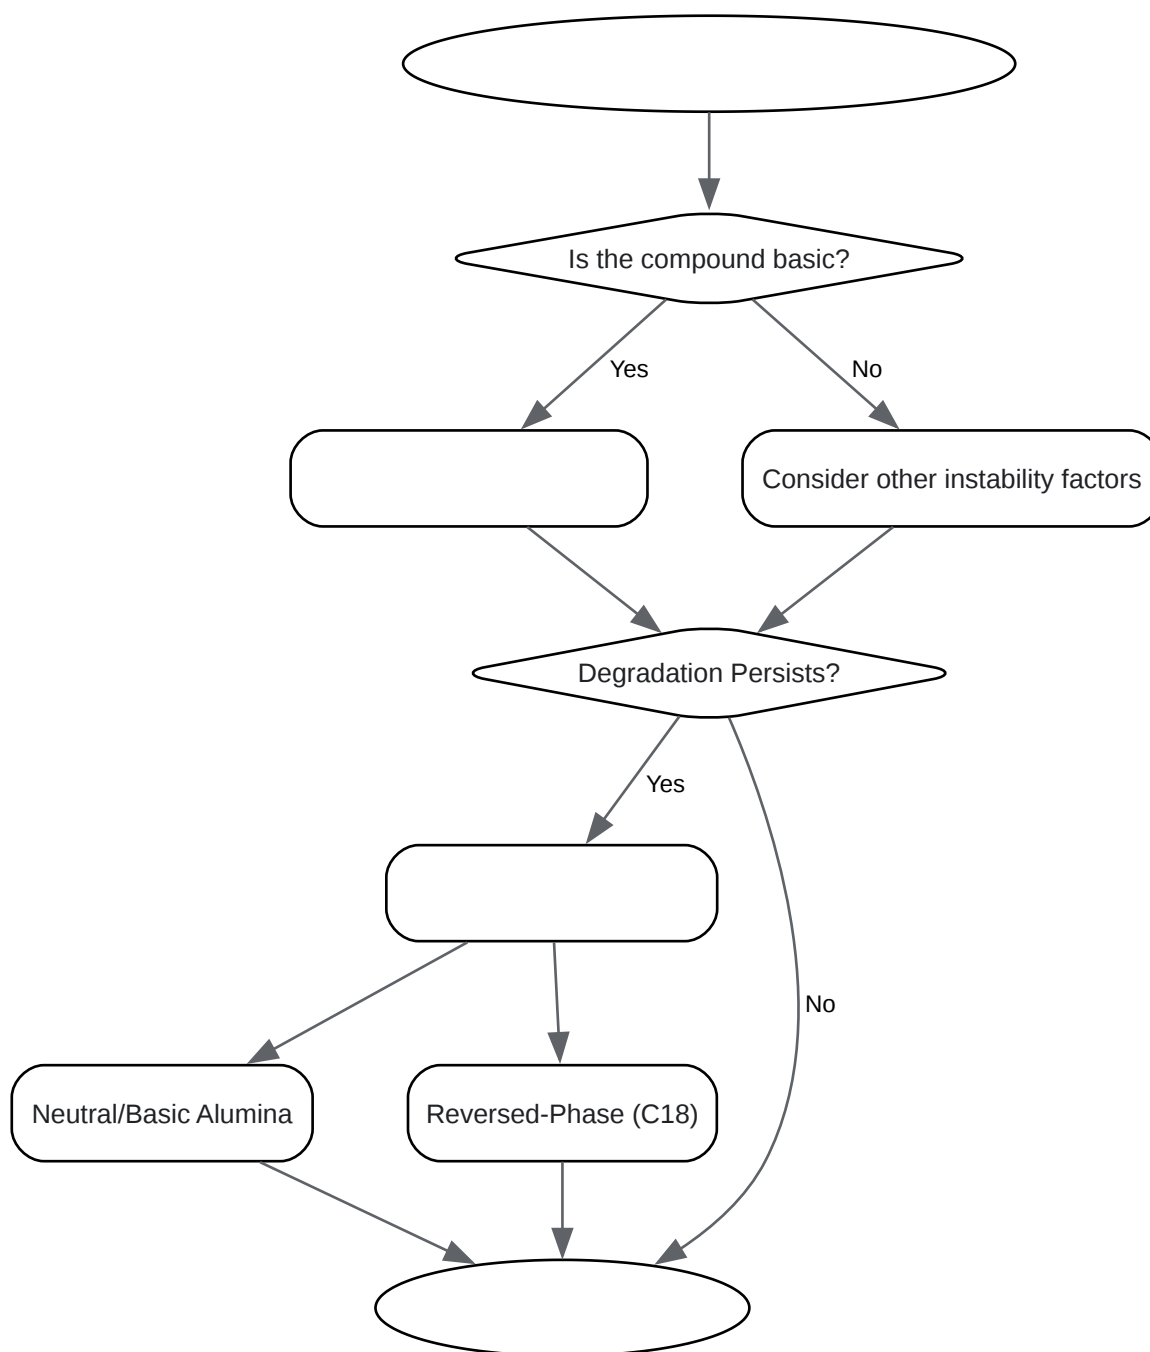 Is the compound basic?
Yes
No
Consider other instability factors
Degradation Persists?
Yes
No
Neutral/Basic Alumina
Reversed-Phase (C18)